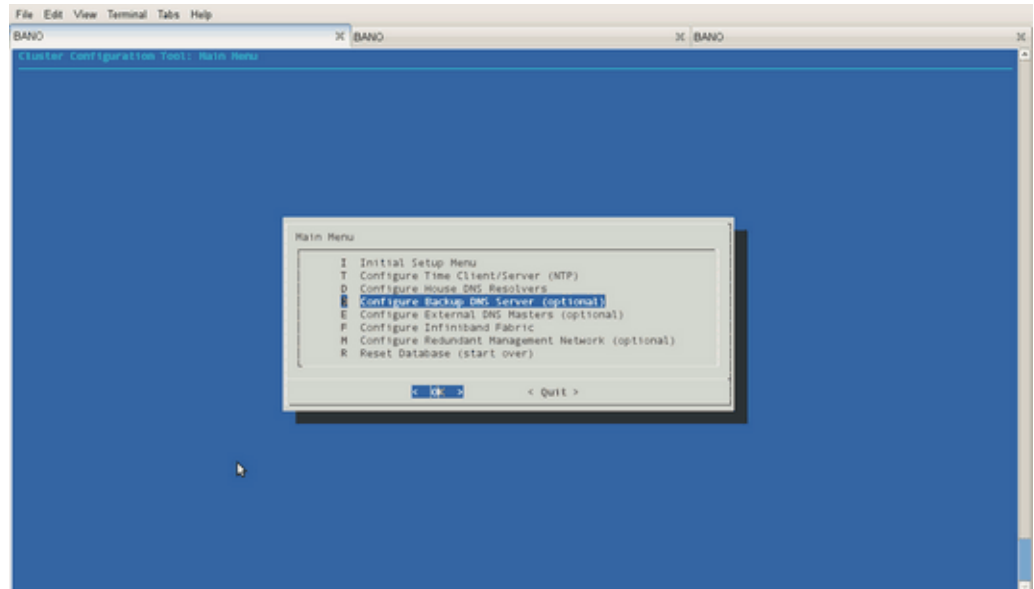 File Edit View Terminal Tabs Help
BANO BANO BANO
Cluster Configuration Tool: Main Menu
Main Menu
I Initial Setup Menu
T Configure Time Client/Server (NTP)
D Configure House DNS Resolvers
Configure Backup DNS Server (optional)
E Configure External DNS Masters (optional)
F Configure Infiniband Fabric
M Configure Redundant Management Network (optional)
R Reset Database (start over)
< OK > < Quit >